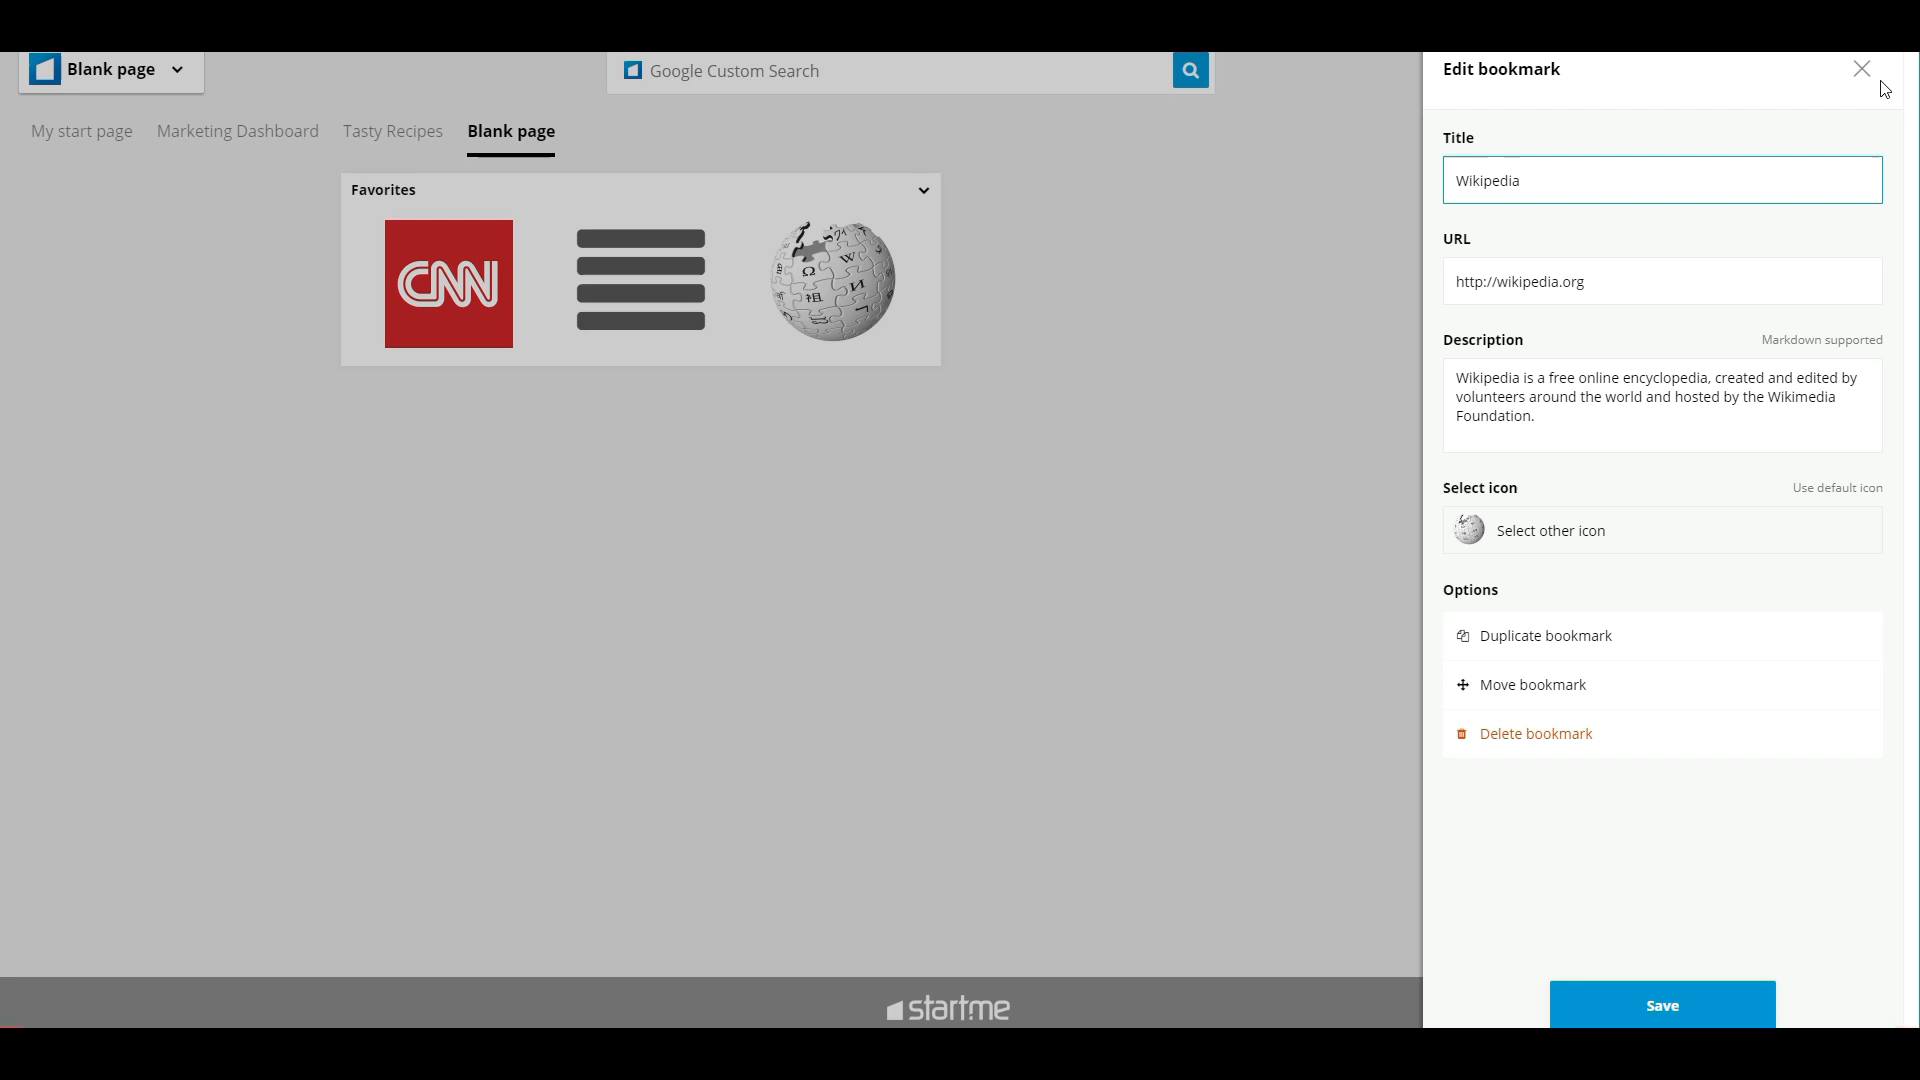 Blank page
Google Custom Search
My start page
Marketing Dashboard
Tasty Recipes
Blank page
Favorites
CNN
Edit bookmark
Title
Wikipedia
URL
http://wikipedia.org
Description
Markdown supported
Wikipedia is a free online encyclopedia, created and edited by
volunteers around the world and hosted by the Wikimedia
Foundation.
Select icon
Use default icon
Select other icon
Options
Duplicate bookmark
Move bookmark
Delete bookmark
Save
start.me